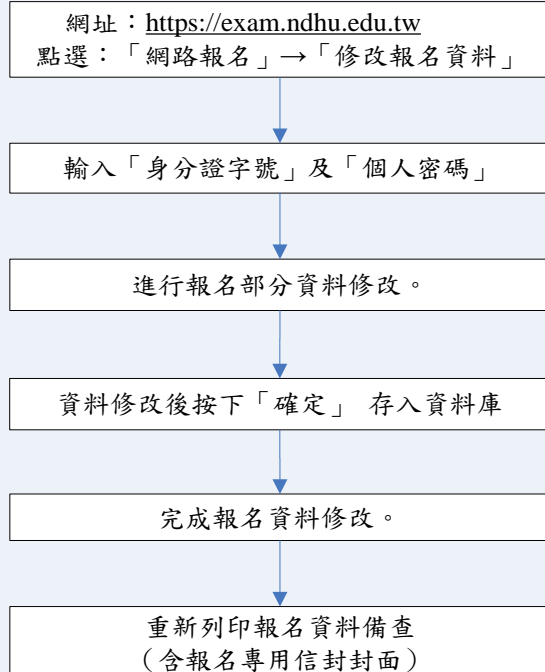 網址：https://exam.ndhu.edu.tw
點選：「網路報名」→「修改報名資料」
輸入「身分證字號」及「個人密碼」
進行報名部分資料修改。
資料修改後按下「確定」 存入資料庫
完成報名資料修改。
重新列印報名資料備查
（含報名專用信封封面）